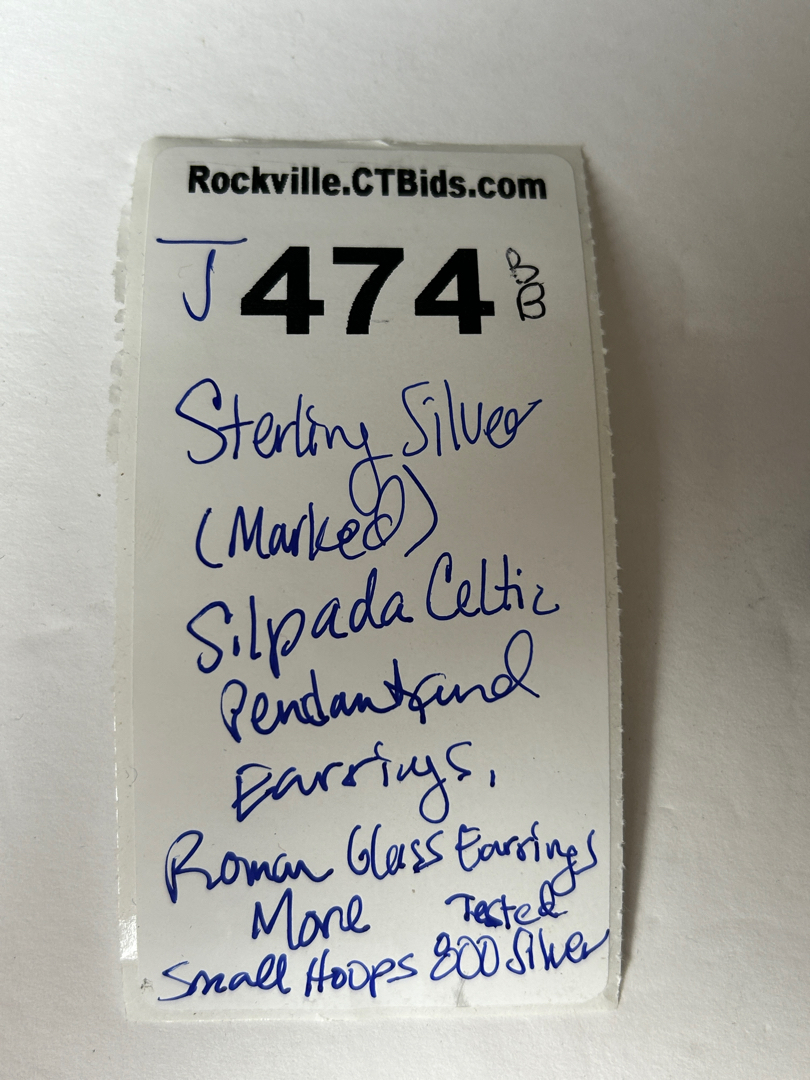 Rockville.CTBids.com
J 474 BB
Sterling Silver
(Marked)
Silpada Celtic
Pendant and
Earrings,
Roman Glass Earrings
More Tested
Small Hoops 800 Silver